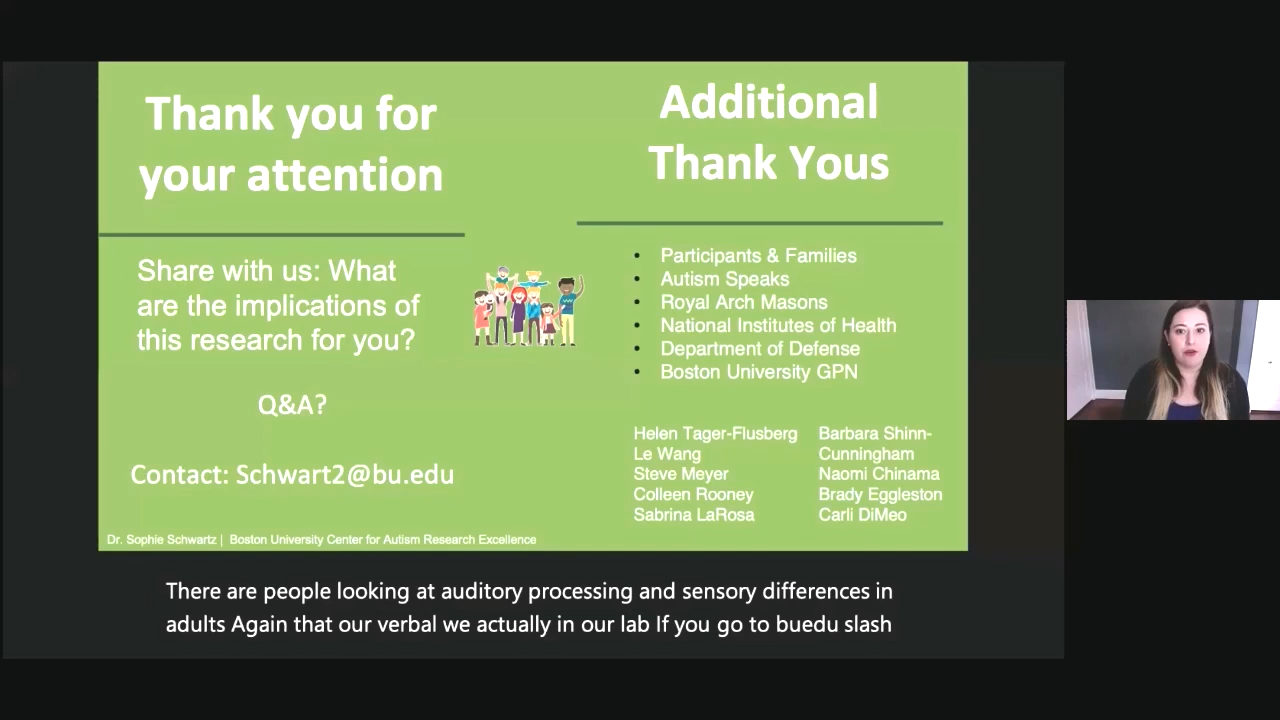 Thank you for
your attention
Share with us: What
are the implications of
this research for you?
Q&A?
Contact: Schwart2@bu.edu
Dr. Sophie Schwartz | Boston University Center for Autism Research Excellence
Additional
Thank Yous
• Participants & Families
• Autism Speaks
• Royal Arch Masons
• National Institutes of Health
• Department of Defense
• Boston University GPN
Helen Tager-Flusberg
Le Wang
Steve Meyer
Colleen Rooney
Sabrina LaRosa
Barbara Shinn-
Cunningham
Naomi Chinama
Brady Eggleston
Carli DiMeo
There are people looking at auditory processing and sensory differences in
adults Again that our verbal we actually in our lab If you go to buedu slash